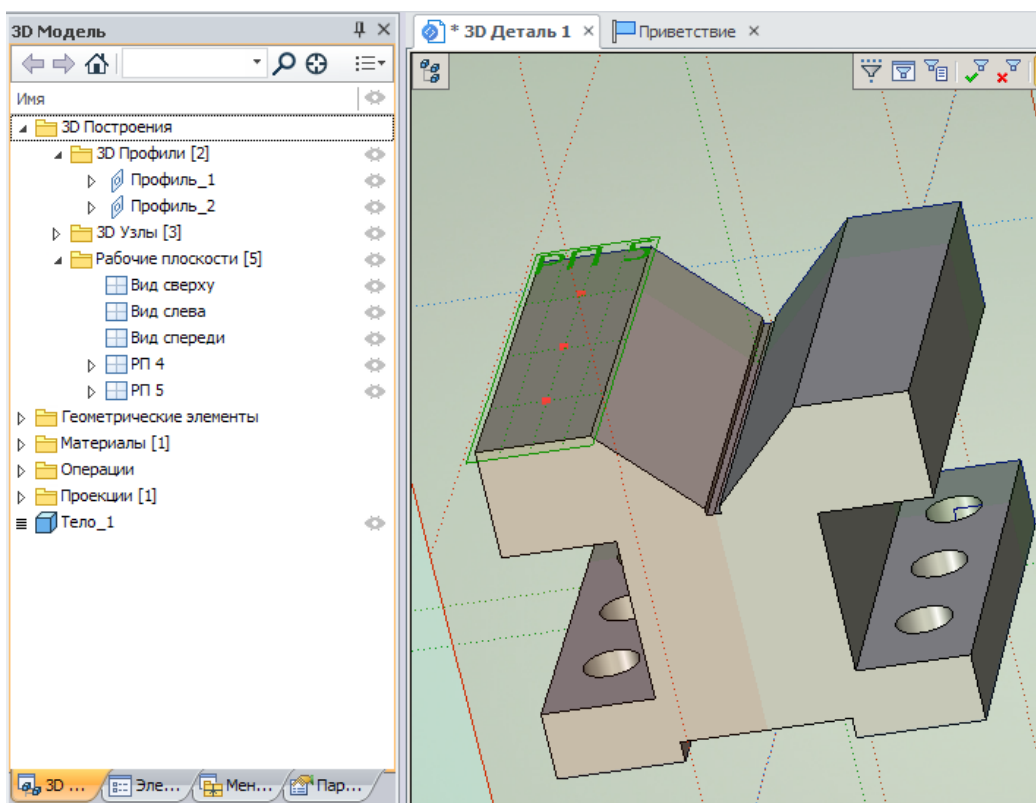 3D Модель
* 3D Деталь 1
Приветствие
Имя
3D Построения
3D Профили [2]
Профиль_1
Профиль_2
3D Узлы [3]
Рабочие плоскости [5]
Вид сверху
Вид слева
Вид спереди
РП 4
РП 5
Геометрические элементы
Материалы [1]
Операции
Проекции [1]
Тело_1
РП 5
3D ...
Эле...
Мен...
Пар...